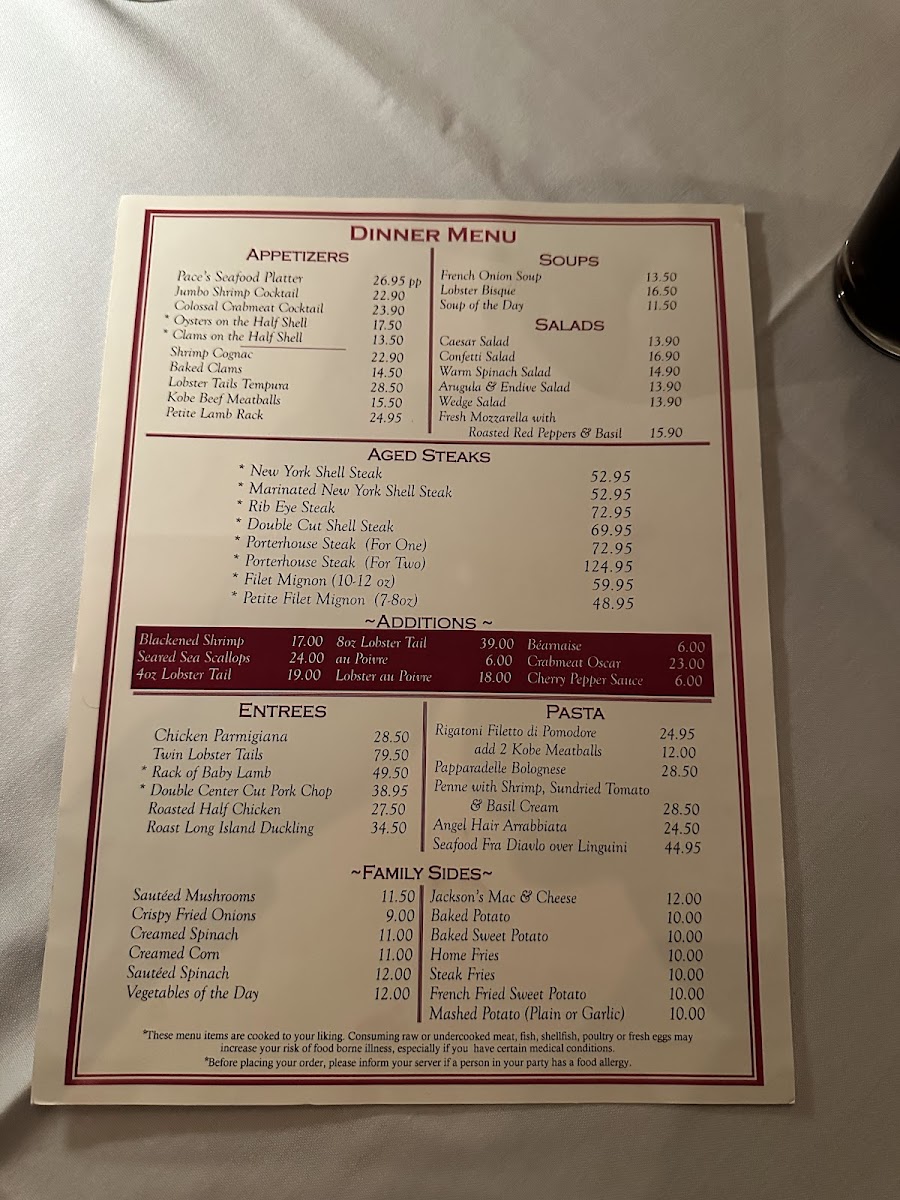 DINNER MENU
APPETIZERS
Pace's Seafood Platter 26.95 pp
Jumbo Shrimp Cocktail 22.90
Colossal Crabmeat Cocktail 23.90
* Oysters on the Half Shell 17.50
* Clams on the Half Shell 13.50
Shrimp Cognac 22.90
Baked Clams 14.50
Lobster Tails Tempura 28.50
Kobe Beef Meatballs 15.50
Petite Lamb Rack 24.95
SOUPS
French Onion Soup 13.50
Lobster Bisque 16.50
Soup of the Day 11.50
SALADS
Caesar Salad 13.90
Confetti Salad 16.90
Warm Spinach Salad 14.90
Arugula & Endive Salad 13.90
Wedge Salad 13.90
Fresh Mozzarella with
Roasted Red Peppers & Basil 15.90
AGED STEAKS
* New York Shell Steak 52.95
* Marinated New York Shell Steak 52.95
* Rib Eye Steak 72.95
* Double Cut Shell Steak 69.95
* Porterhouse Steak (For One) 72.95
* Porterhouse Steak (For Two) 124.95
* Filet Mignon (10-12 oz) 59.95
* Petite Filet Mignon (7-8oz) 48.95
~ADDITIONS ~
Blackened Shrimp 17.00 8oz Lobster Tail 39.00 Béarnaise 6.00
Seared Sea Scallops 24.00 au Poivre 6.00 Crabmeat Oscar 23.00
4oz Lobster Tail 19.00 Lobster au Poivre 18.00 Cherry Pepper Sauce 6.00
ENTREES
Chicken Parmigiana 28.50
Twin Lobster Tails 79.50
* Rack of Baby Lamb 49.50
* Double Center Cut Pork Chop 38.95
Roasted Half Chicken 27.50
Roast Long Island Duckling 34.50
PASTA
Rigatoni Filetto di Pomodore 24.95
add 2 Kobe Meatballs 12.00
Papparadelle Bolognese 28.50
Penne with Shrimp, Sundried Tomato
& Basil Cream 28.50
Angel Hair Arrabbiata 24.50
Seafood Fra Diavlo over Linguini 44.95
~FAMILY SIDES~
Sautéed Mushrooms 11.50
Crispy Fried Onions 9.00
Creamed Spinach 11.00
Creamed Corn 11.00
Sautéed Spinach 12.00
Vegetables of the Day 12.00
Jackson's Mac & Cheese 12.00
Baked Potato 10.00
Baked Sweet Potato 10.00
Home Fries 10.00
Steak Fries 10.00
French Fried Sweet Potato 10.00
Mashed Potato (Plain or Garlic) 10.00
*These menu items are cooked to your liking. Consuming raw or undercooked meat, fish, shellfish, poultry or fresh eggs may
increase your risk of food borne illness, especially if you have certain medical conditions.
*Before placing your order, please inform your server if a person in your party has a food allergy.